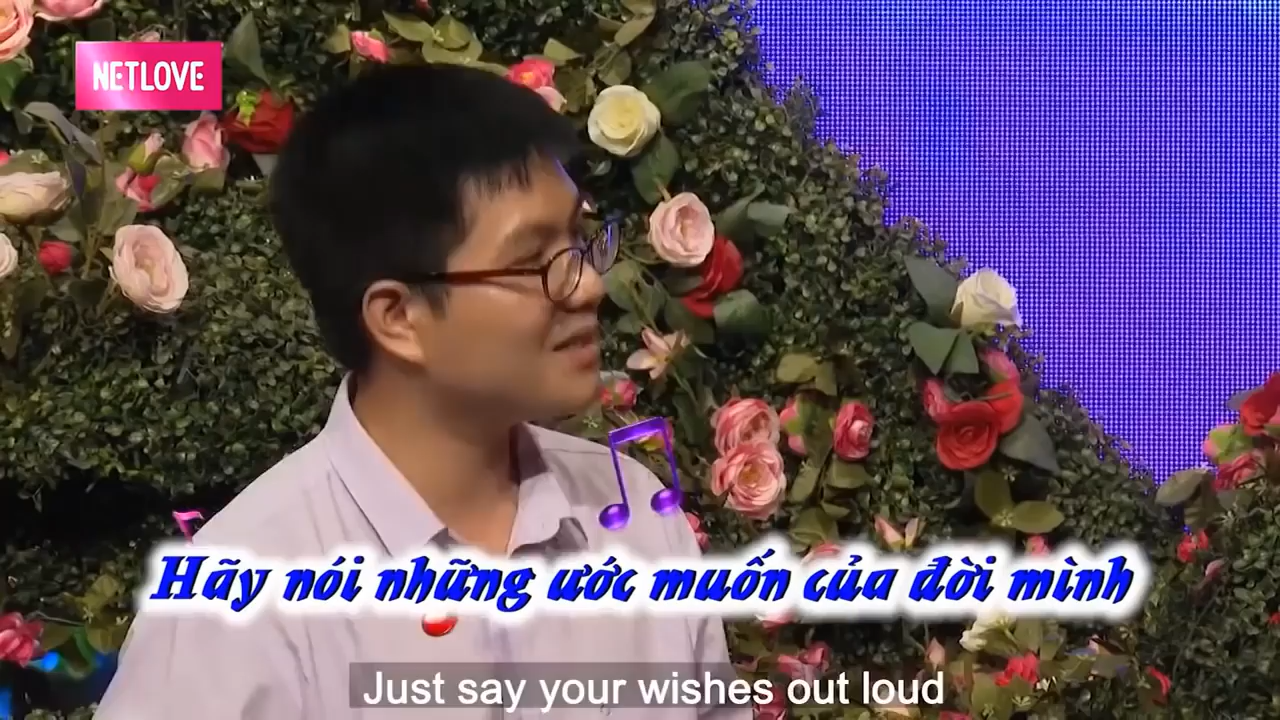 NETLOVE
Hãy nói những ước muốn của đời mình
Just say your wishes out loud